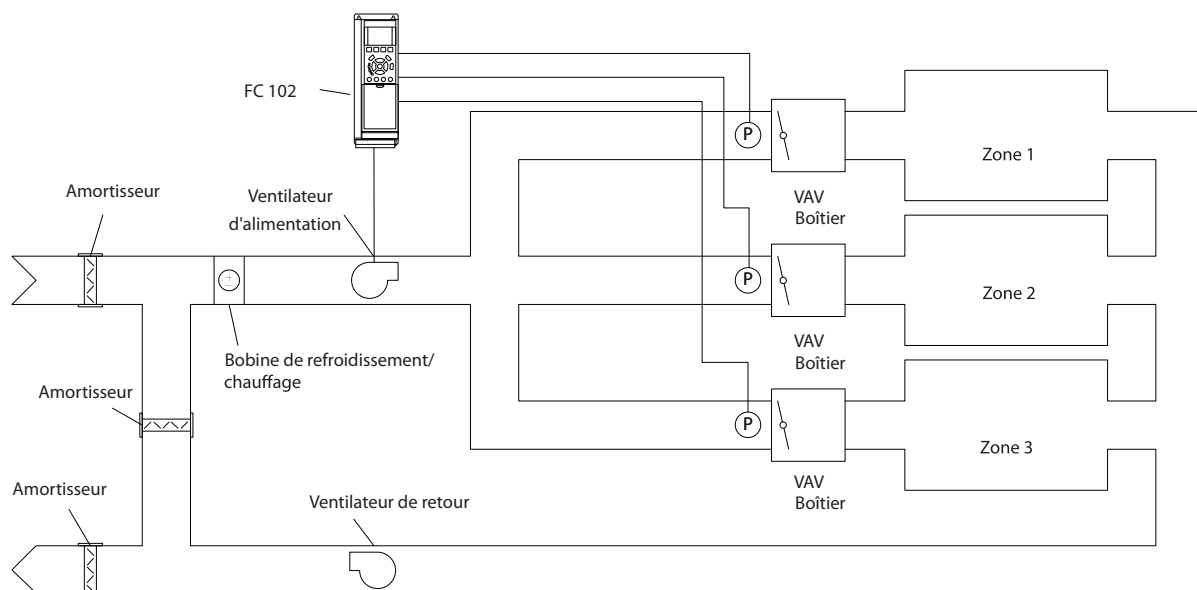 FC 102
P
Zone 1
Amortisseur
Ventilateur
d'alimentation
VAV
Boîtier
P
Zone 2
±
VAV
Boîtier
Bobine de refroidissement/
chauffage
Amortisseur
P
Zone 3
VAV
Boîtier
Amortisseur
Ventilateur de retour